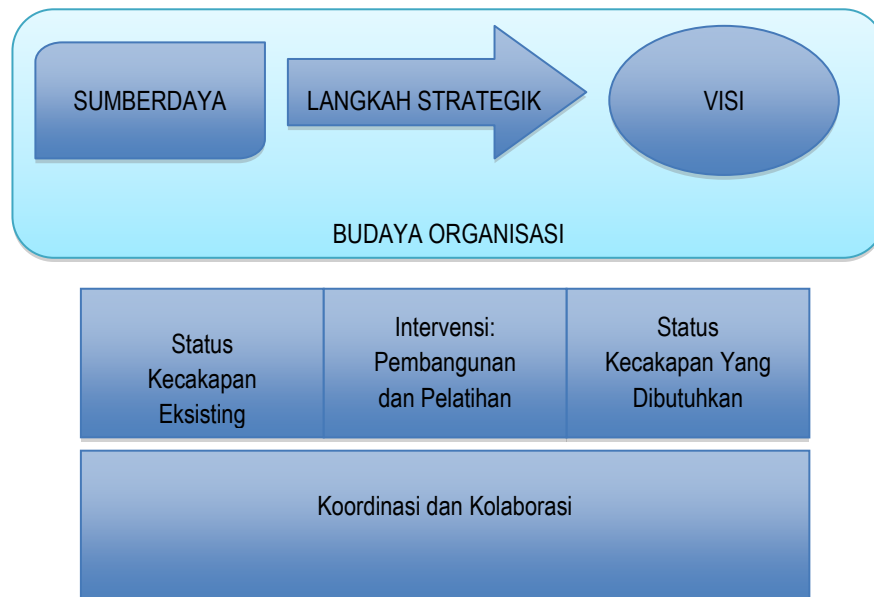 SUMBERDAYA
LANGKAH STRATEGIK
VISI
BUDAYA ORGANISASI
Status
Kecakapan
Eksisting
Intervensi:
Pembangunan
dan Pelatihan
Status
Kecakapan Yang
Dibutuhkan
Koordinasi dan Kolaborasi